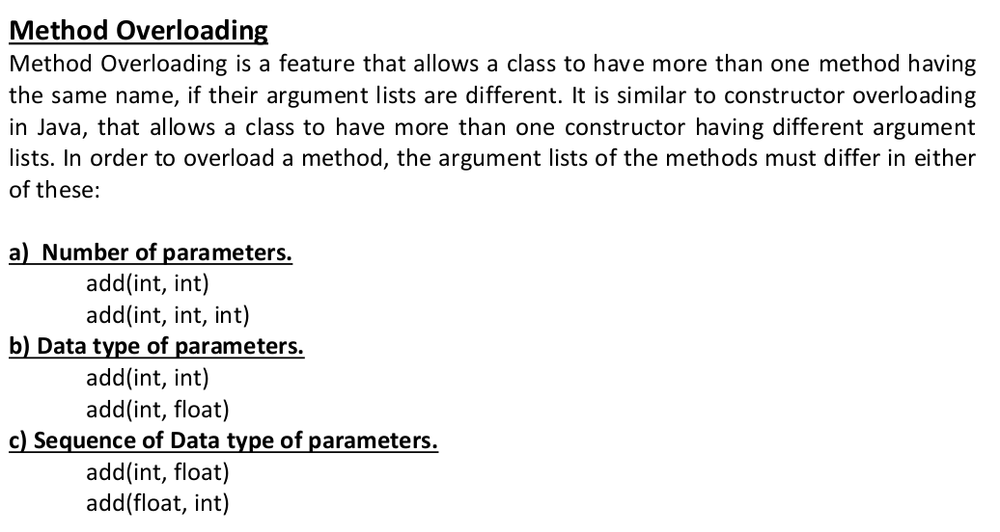 Method Overloading
Method Overloading is a feature that allows a class to have more than one method having
the same name, if their argument lists are different. It is similar to constructor overloading
in Java, that allows a class to have more than one constructor having different argument
lists. In order to overload a method, the argument lists of the methods must differ in either
of these:
a) Number of parameters.
add(int, int)
add(int, int, int)
b) Data type of parameters.
add(int, int)
add(int, float)
c) Sequence of Data type of parameters.
add(int, float)
add(float, int)